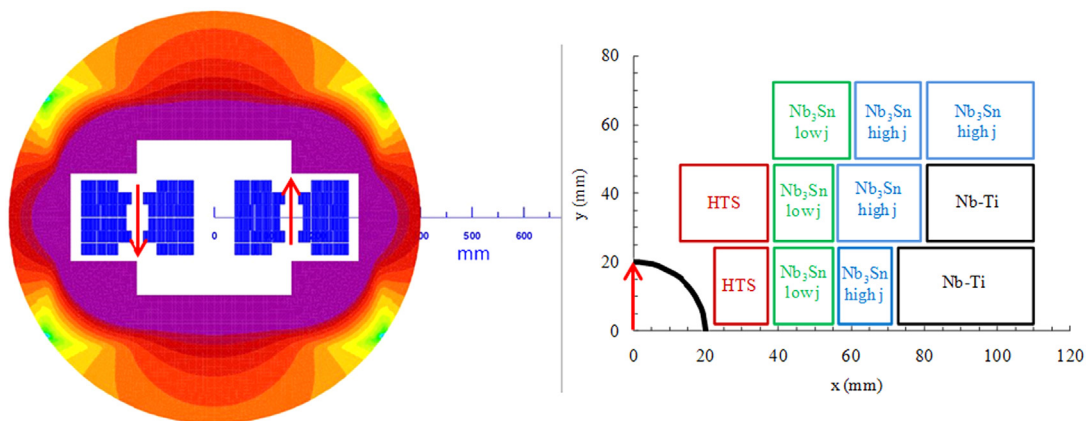 0
400
500
600
mm
80
60
40
20
0
y (mm)
Nb₃Sn
low j
Nb₃Sn
high j
Nb₃Sn
high j
HTS
Nb₃Sn
low j
Nb₃Sn
high j
Nb-Ti
HTS
Nb₃Sn
low j
Nb₃Sn
high j
Nb-Ti
0
20
40
60
80
100
120
x (mm)